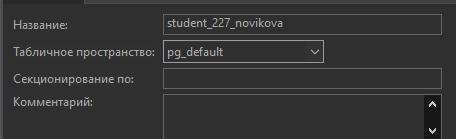 Название: student_227_novikova
Табличное пространство: pg_default
Секционирование по:
Комментарий: